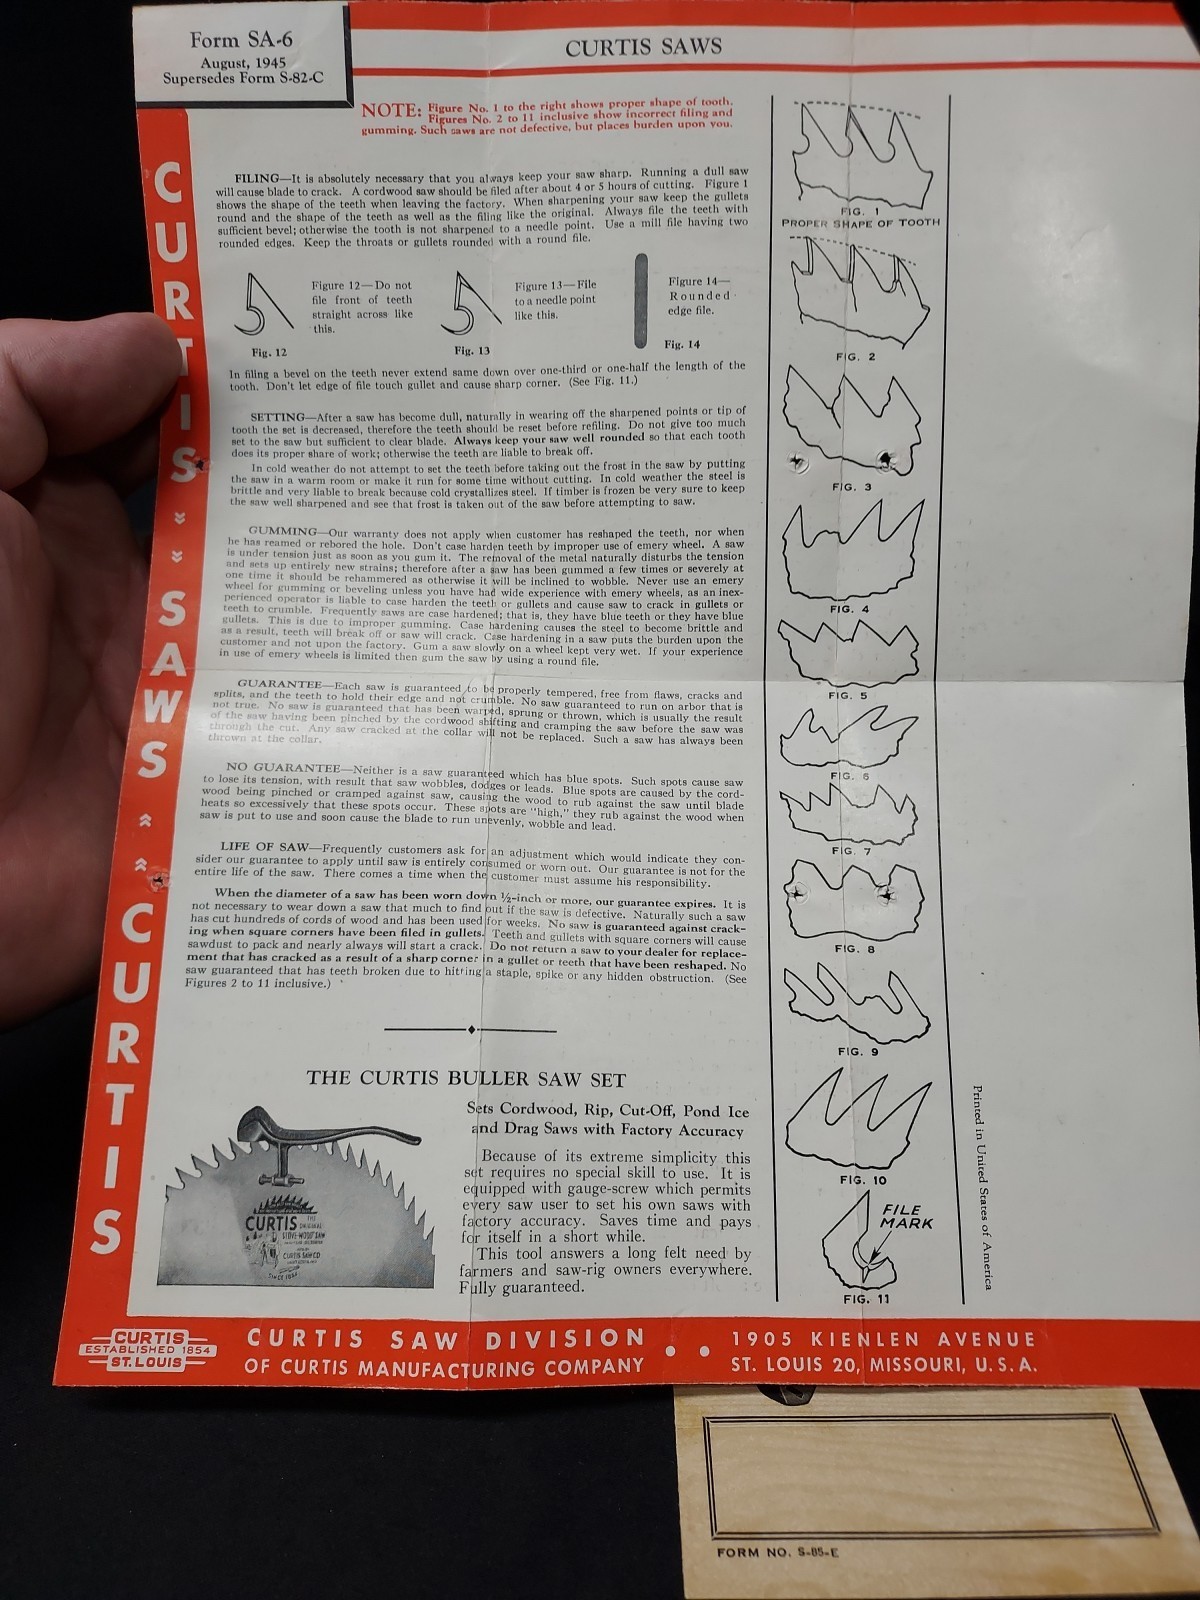 Form SA-6
August, 1945
Supersedes Form S-82-C
CURTIS SAWS
NOTE: Figure No. 1 to the right shows proper shape of tooth.
Figures No. 2 to 11 inclusive show incorrect filing and
gumming. Such saws are not defective, but places burden upon you.
CURTIS SAWS CURTIS
FILING—It is absolutely necessary that you always keep your saw sharp. Running a dull saw
will cause blade to crack. A cordwood saw should be filed after about 4 or 5 hours of cutting. Figure 1
shows the shape of the teeth when leaving the factory. When sharpening your saw keep the gullets
round and the shape of the teeth as well as the filing like the original. Always file the teeth with
sufficient bevel; otherwise the tooth is not sharpened to a needle point. Use a mill file having two
rounded edges. Keep the throats or gullets rounded with a round file.
Figure 12—Do not
file front of teeth
straight across like
this.
Fig. 12
Figure 13—File
to a needle point
like this.
Fig. 13
Figure 14—
Rounded
edge file.
Fig. 14
In filing a bevel on the teeth never extend same down over one-third or one-half the length of the
tooth. Don't let edge of file touch gullet and cause sharp corner. (See Fig. 11.)
SETTING—After a saw has become dull, naturally in wearing off the sharpened points or tip of
tooth the set is decreased, therefore the teeth should be reset before refiling. Do not give too much
set to the saw but sufficient to clear blade. Always keep your saw well rounded so that each tooth
does its proper share of work; otherwise the teeth are liable to break off.
In cold weather do not attempt to set the teeth before taking out the frost in the saw by putting
the saw in a warm room or make it run for some time without cutting. In cold weather the steel is
brittle and very liable to break because cold crystallizes steel. If timber is frozen be very sure to keep
the saw well sharpened and see that frost is taken out of the saw before attempting to saw.
GUMMING—Our warranty does not apply when customer has reshaped the teeth, nor when
he has reamed or rebored the hole. Don't case harden teeth by improper use of emery wheel. A saw
is under tension just as soon as you gum it. The removal of the metal naturally disturbs the tension
and sets up entirely new strains; therefore after a saw has been gummed a few times or severely at
one time it should be rehammered as otherwise it will be inclined to wobble. Never use an emery
wheel for gumming or beveling unless you have had wide experience with emery wheels, as an inex-
perienced operator is liable to case harden the teeth or gullets and cause saw to crack in gullets or
teeth to crumble. Frequently saws are case hardened; that is, they have blue teeth or they have blue
gullets. This is due to improper gumming. Case hardening causes the steel to become brittle and
as a result, teeth will break off or saw will crack. Case hardening in a saw puts the burden upon the
customer and not upon the factory. Gum a saw slowly on a wheel kept very wet. If your experience
in use of emery wheels is limited then gum the saw by using a round file.
GUARANTEE—Each saw is guaranteed to be properly tempered, free from flaws, cracks and
splits, and the teeth to hold their edge and not crumble. No saw guaranteed to run on arbor that is
not true. No saw is guaranteed that has been warped, sprung or thrown, which is usually the result
of the saw having been pinched by the cordwood shifting and cramping the saw before the saw was
through the cut. Any saw cracked at the collar will not be replaced. Such a saw has always been
thrown at the collar.
NO GUARANTEE—Neither is a saw guaranteed which has blue spots. Such spots cause saw
to lose its tension, with result that saw wobbles, dodges or leads. Blue spots are caused by the cord-
wood being pinched or cramped against saw, causing the wood to rub against the saw until blade
heats so excessively that these spots occur. These spots are "high," they rub against the wood when
saw is put to use and soon cause the blade to run unevenly, wobble and lead.
LIFE OF SAW—Frequently customers ask for an adjustment which would indicate they con-
sider our guarantee to apply until saw is entirely consumed or worn out. Our guarantee is not for the
entire life of the saw. There comes a time when the customer must assume his responsibility.
When the diameter of a saw has been worn down ½-inch or more, our guarantee expires. It is
not necessary to wear down a saw that much to find out if the saw is defective. Naturally such a saw
has cut hundreds of cords of wood and has been used for weeks. No saw is guaranteed against crack-
ing when square corners have been filed in gullets. Teeth and gullets with square corners will cause
sawdust to pack and nearly always will start a crack. Do not return a saw to your dealer for replace-
ment that has cracked as a result of a sharp corner in a gullet or teeth that have been reshaped. No
saw guaranteed that has teeth broken due to hitting a staple, spike or any hidden obstruction. (See
Figures 2 to 11 inclusive.)
THE CURTIS BULLER SAW SET
Sets Cordwood, Rip, Cut-Off, Pond Ice
and Drag Saws with Factory Accuracy
Because of its extreme simplicity this
set requires no special skill to use. It is
equipped with gauge-screw which permits
every saw user to set his own saws with
factory accuracy. Saves time and pays
for itself in a short while.
This tool answers a long felt need by
farmers and saw-rig owners everywhere.
Fully guaranteed.
CURTIS
THE
ORIGINAL
STOVE-WOOD SAW
CURTIS SAW CO
SINCE 1854
FIG. 1
PROPER SHAPE OF TOOTH
FIG. 2
FIG. 3
FIG. 4
FIG. 5
FIG. 6
FIG. 7
FIG. 8
FIG. 9
FIG. 10
FILE
MARK
FIG. 11
Printed in United States of America
CURTIS
ESTABLISHED 1854
ST. LOUIS
CURTIS SAW DIVISION
OF CURTIS MANUFACTURING COMPANY
1905 KIENLEN AVENUE
ST. LOUIS 20, MISSOURI, U.S.A.
FORM NO. S-85-E